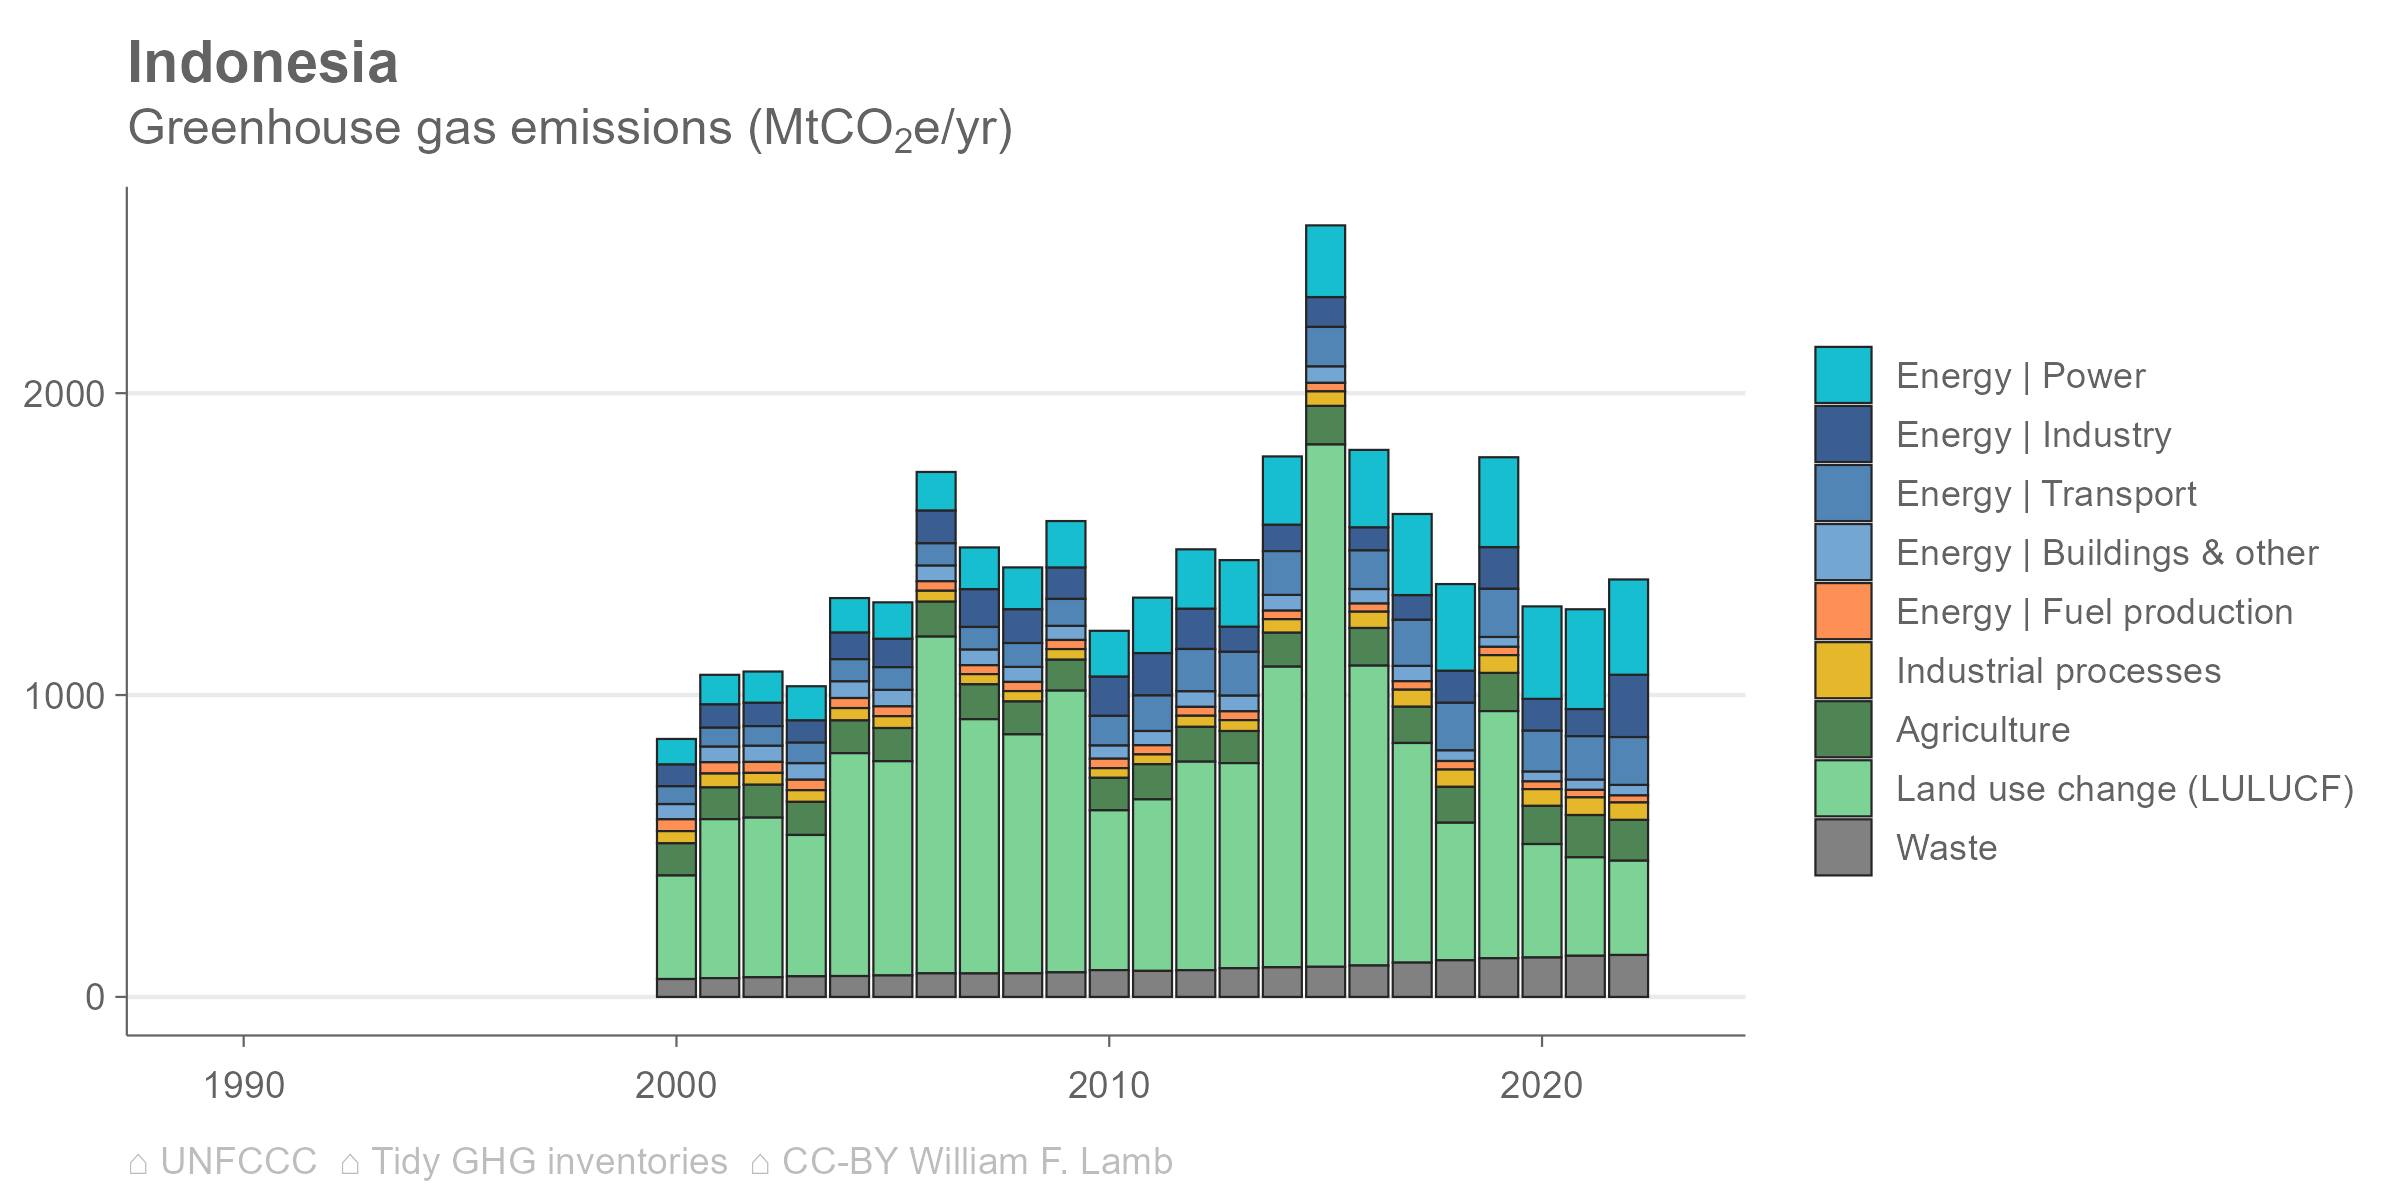 Indonesia
Greenhouse gas emissions (MtCO₂e/yr)
2000
1000
0
1990 2000 2010 2020
Energy | Power
Energy | Industry
Energy | Transport
Energy | Buildings & other
Energy | Fuel production
Industrial processes
Agriculture
Land use change (LULUCF)
Waste
⌂ UNFCCC ⌂ Tidy GHG inventories ⌂ CC-BY William F. Lamb